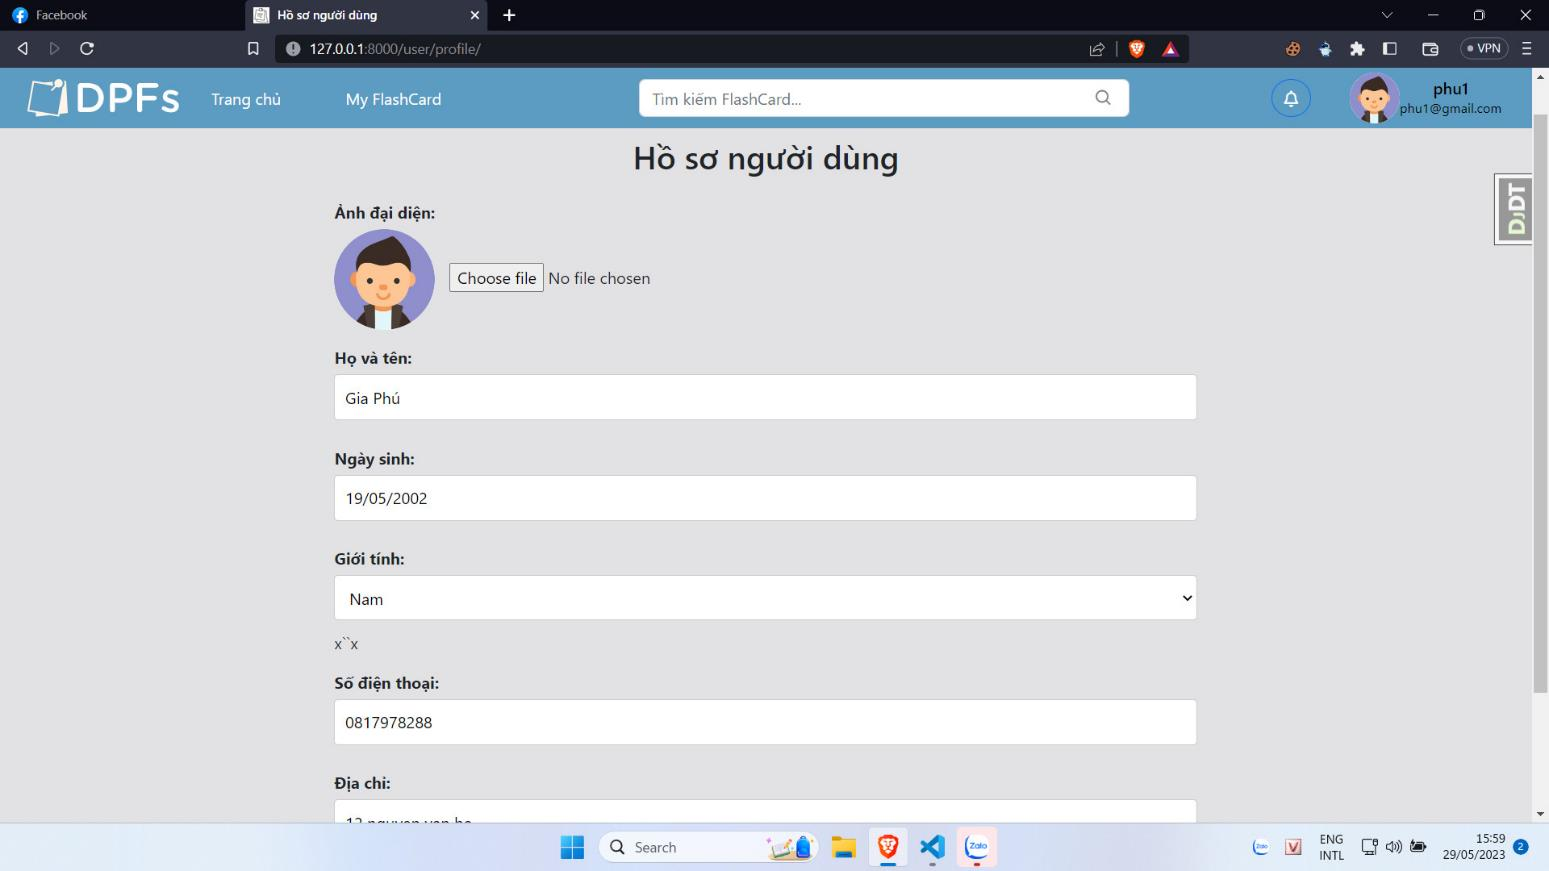 Facebook
Hồ sơ người dùng
127.0.0.1:8000/user/profile/
VPN
DPFs
Trang chủ
My FlashCard
Tìm kiếm FlashCard...
phu1
phu1@gmail.com
Hồ sơ người dùng
DjDT
Ảnh đại diện:
Choose file No file chosen
Họ và tên:
Gia Phú
Ngày sinh:
19/05/2002
Giới tính:
Nam
x``x
Số điện thoại:
0817978288
Địa chỉ:
Search
Zalo
ENG
INTL
15:59
29/05/2023
2